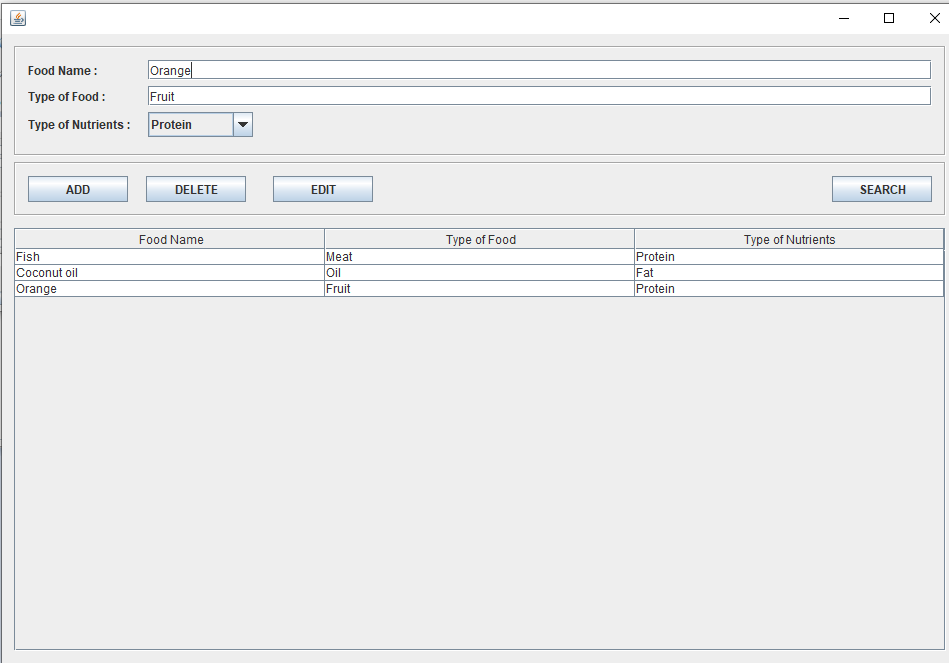 Food Name : Orange
Type of Food : Fruit
Type of Nutrients : Protein
ADD DELETE EDIT SEARCH
Food Name Type of Food Type of Nutrients
Fish Meat Protein
Coconut oil Oil Fat
Orange Fruit Protein